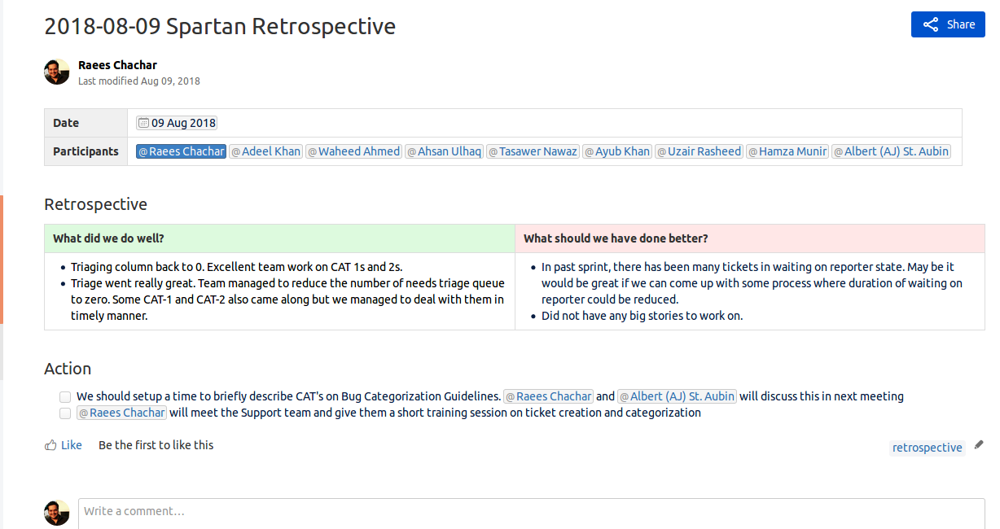 2018-08-09 Spartan Retrospective
Share
Raees Chachar
Last modified Aug 09, 2018
Date 09 Aug 2018
Participants @Raees Chachar @Adeel Khan @Waheed Ahmed @Ahsan Ulhaq @Tasawer Nawaz @Ayub Khan @Uzair Rasheed @Hamza Munir @Albert (AJ) St. Aubin
Retrospective
What did we do well?
• Triaging column back to 0. Excellent team work on CAT 1s and 2s.
• Triage went really great. Team managed to reduce the number of needs triage queue
to zero. Some CAT-1 and CAT-2 also came along but we managed to deal with them in
timely manner.
What should we have done better?
• In past sprint, there has been many tickets in waiting on reporter state. May be it
would be great if we can come up with some process where duration of waiting on
reporter could be reduced.
• Did not have any big stories to work on.
Action
We should setup a time to briefly describe CAT's on Bug Categorization Guidelines. @Raees Chachar and @Albert (AJ) St. Aubin will discuss this in next meeting
@Raees Chachar will meet the Support team and give them a short training session on ticket creation and categorization
Like Be the first to like this
retrospective
Write a comment…